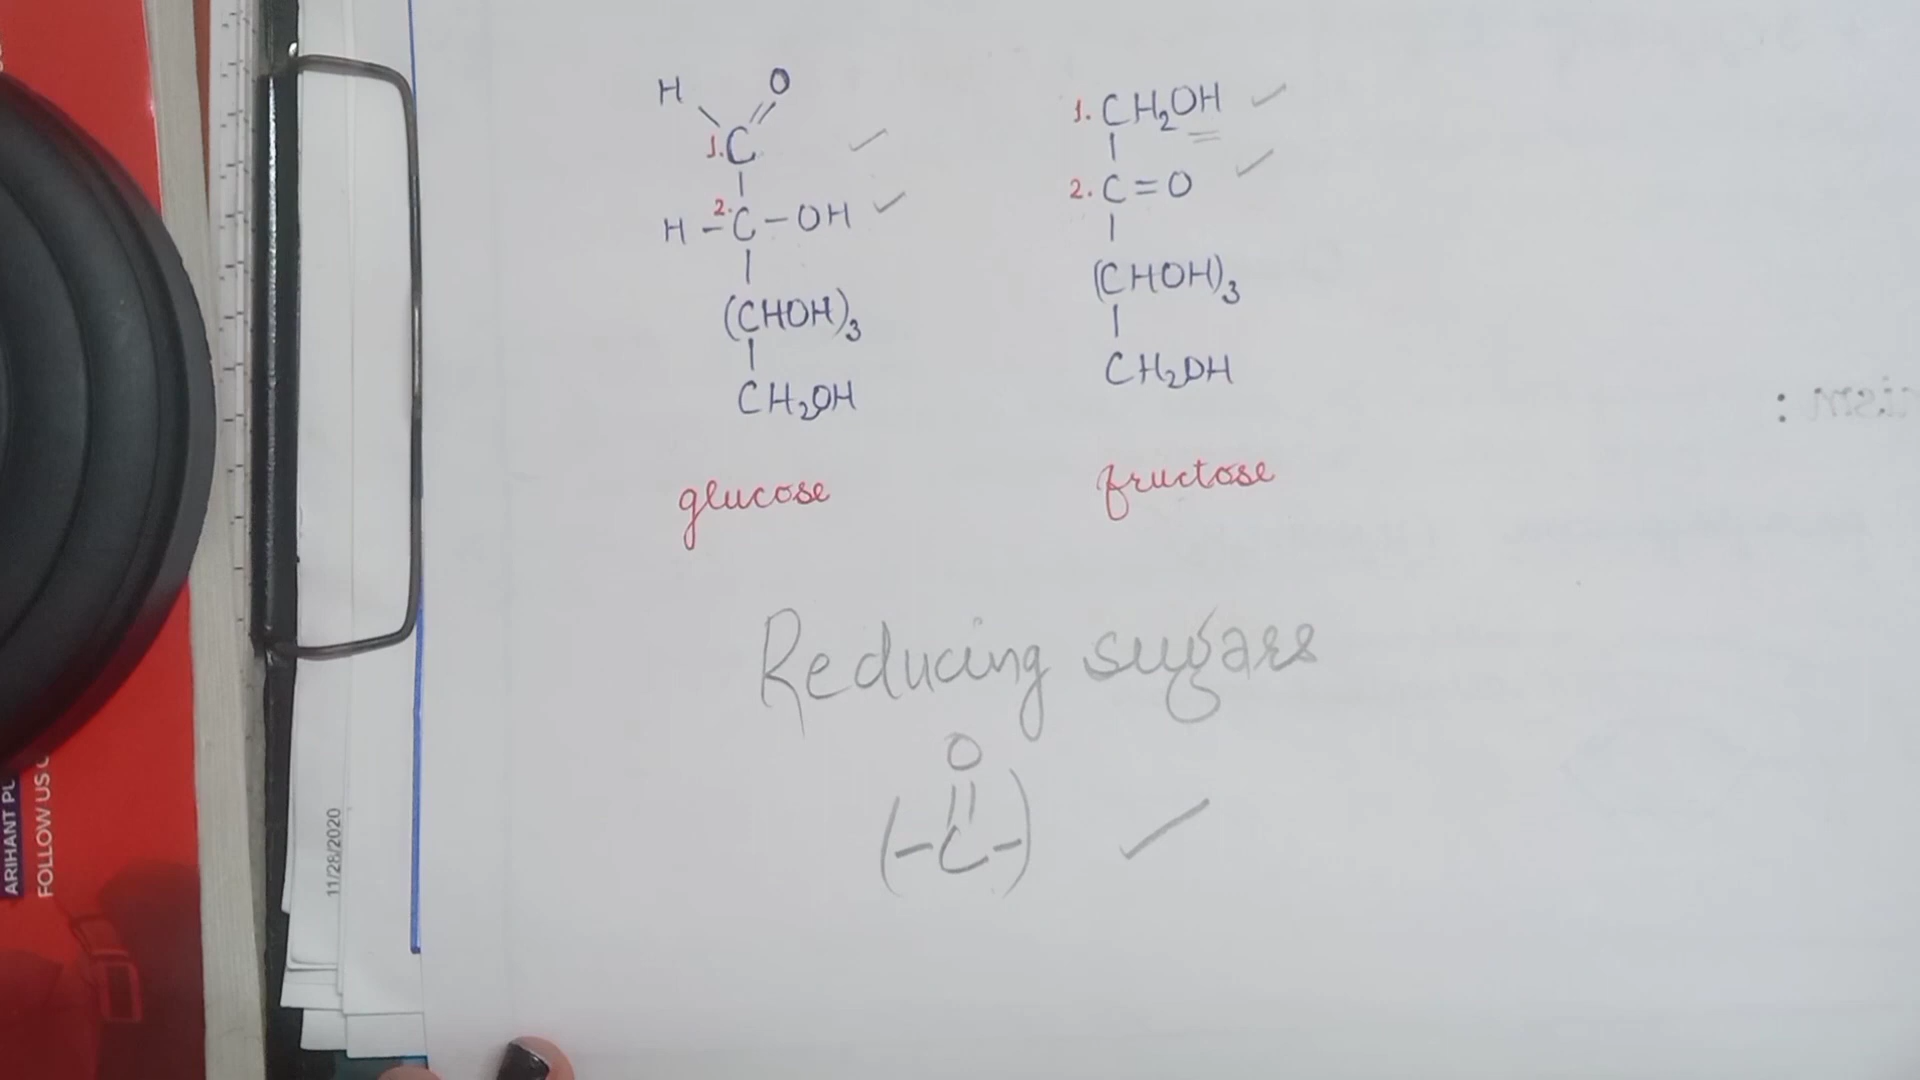 H O
1. C
H - 2. C - OH
(CHOH)3
CH2OH
glucose
1. CH2OH
2. C = O
(CHOH)3
CH2OH
fructose
Reducing sugars
O
(-C-)
11/28/2020
ARIHANT
FOLLOW US